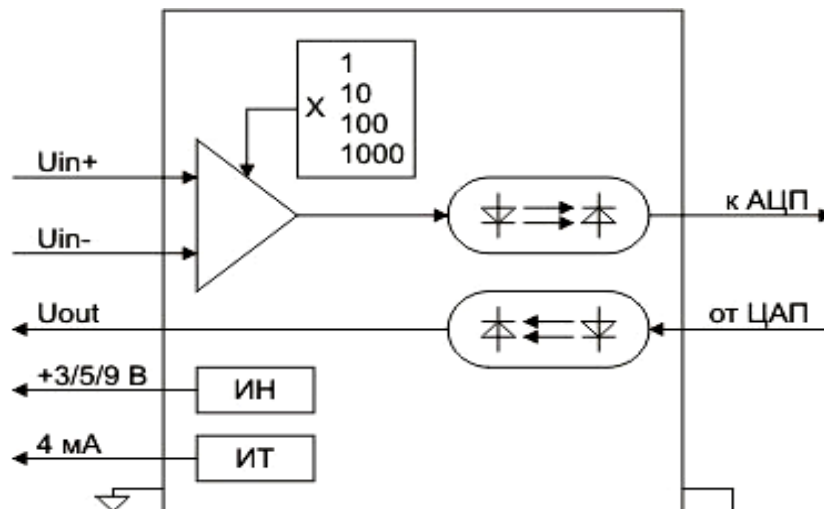 1
10
X
100
1000
Uin+
к АЦП
Uin-
Uout
от ЦАП
+3/5/9 В
ИН
4 мА
ИТ